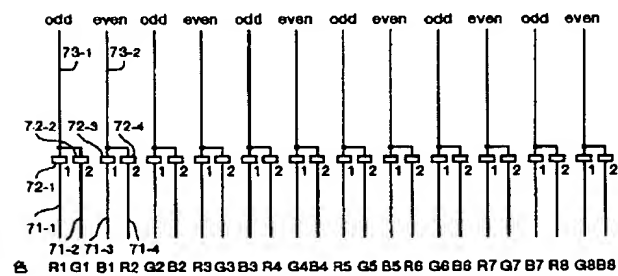 odd even odd even odd even odd even odd even odd even
73-1 73-2
72-2 72-3 72-4
1 2 1 2 1 2 1 2 1 2 1 2 1 2 1 2 1 2 1 2 1 2 1 2
72-1
71-1
71-2 71-3 71-4
色 R1 G1 B1 R2 G2 B2 R3 G3 B3 R4 G4 B4 R5 G5 B5 R6 G6 B6 R7 G7 B7 R8 G8 B8